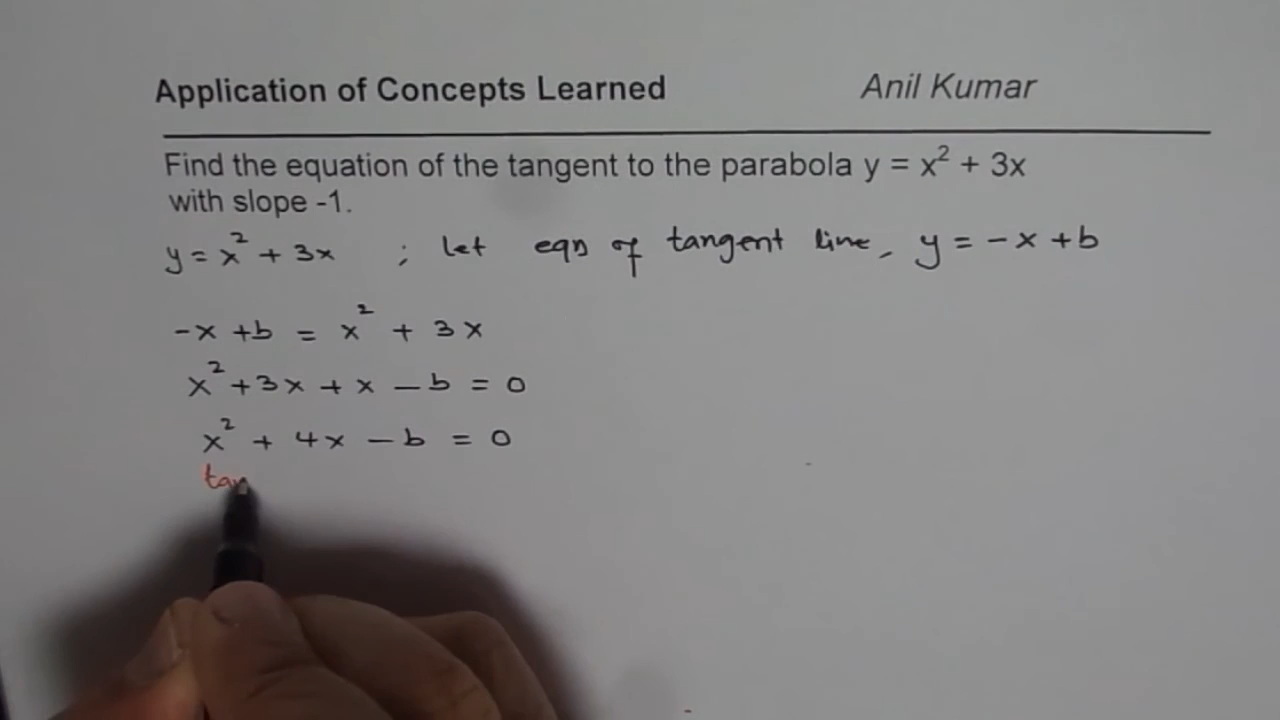 Application of Concepts Learned Anil Kumar
Find the equation of the tangent to the parabola y = x² + 3x
with slope -1.
y = x² + 3x ; let eqn of tangent line, y = -x + b
-x + b = x² + 3x
x² + 3x + x - b = 0
x² + 4x - b = 0
tan